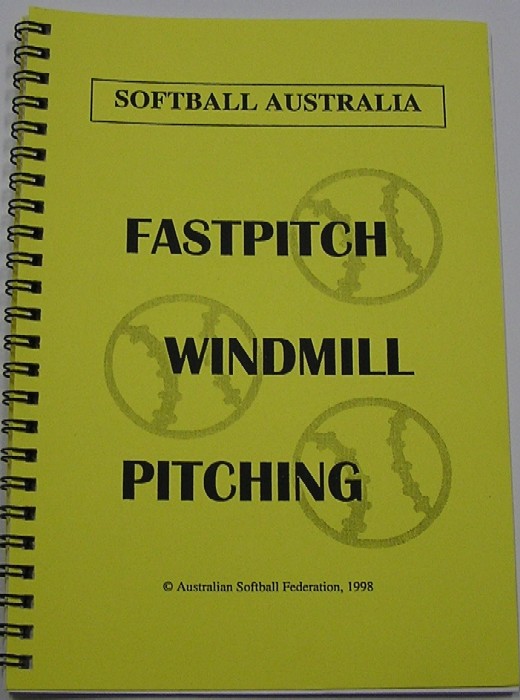 SOFTBALL AUSTRALIA
FASTPITCH
WINDMILL
PITCHING
© Australian Softball Federation, 1998